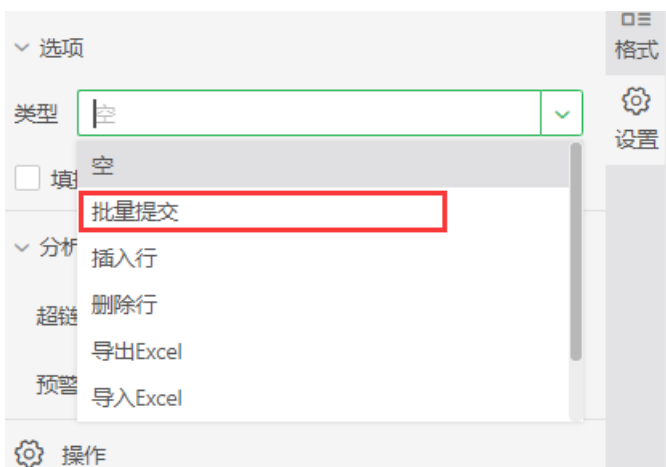 选项
格式
类型 空
设置
空
填
批量提交
分析
插入行
超链
删除行
导出Excel
预警
导入Excel
操作